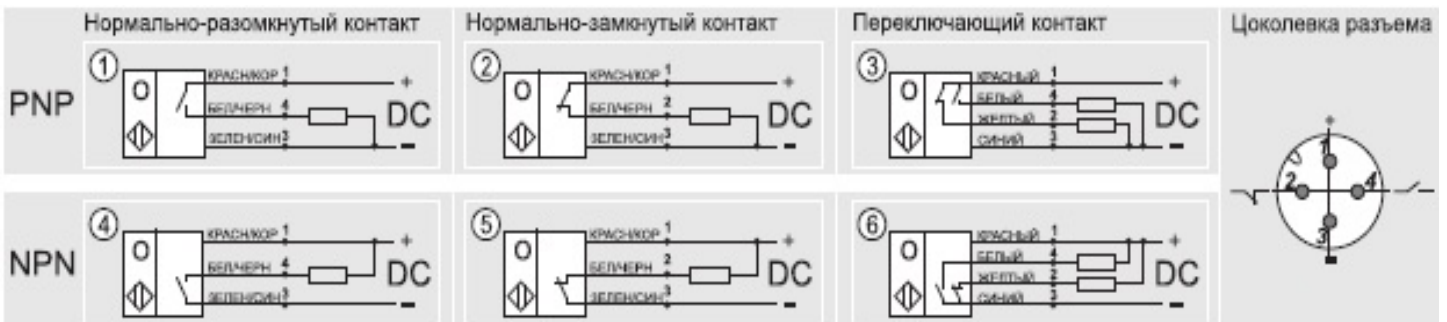 Нормально-разомкнутый контакт
Нормально-замкнутый контакт
Переключающий контакт
Цоколевка разъема
PNP
1
O
КРАСН/КОР 1
БЕЛ/ЧЕРН 4
ЗЕЛЕН/СИН 3
+
DC
-
2
O
КРАСН/КОР 1
БЕЛ/ЧЕРН 2
ЗЕЛЕН/СИН 3
+
DC
-
3
O
КРАСНЫЙ 1
БЕЛЫЙ 4
ЖЕЛТЫЙ 2
СИНИЙ 3
+
DC
-
NPN
4
O
КРАСН/КОР 1
БЕЛ/ЧЕРН 4
ЗЕЛЕН/СИН 3
+
DC
-
5
O
КРАСН/КОР 1
БЕЛ/ЧЕРН 2
ЗЕЛЕН/СИН 3
+
DC
-
6
O
КРАСНЫЙ 1
БЕЛЫЙ 4
ЖЕЛТЫЙ 2
СИНИЙ 3
+
DC
-
+
1
2
4
3
-